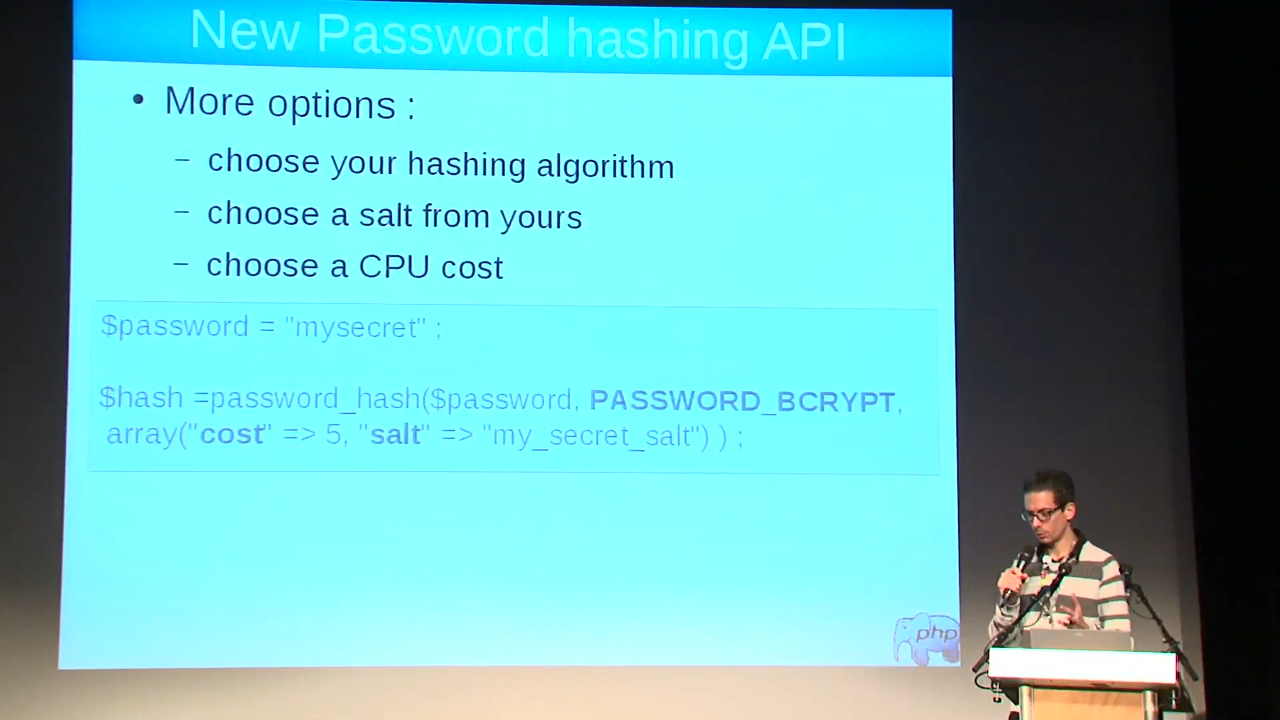 New Password hashing API
• More options :
– choose your hashing algorithm
– choose a salt from yours
– choose a CPU cost
$password = "mysecret" ;
$hash =password_hash($password, PASSWORD_BCRYPT,
array("cost" => 5, "salt" => "my_secret_salt") ) ;
php